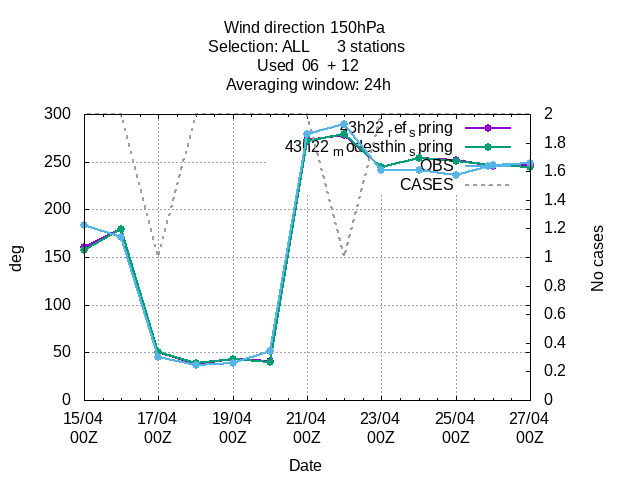 Wind direction 150hPa
Selection: ALL 3 stations
Used 06 + 12
Averaging window: 24h
300 2
43h22 ref spring 1.8
43h22 modesthin spring
250 OBS 1.6
CASES 1.4
200 1.2
150 1
100 0.8
0.6
50 0.4
0.2
0 0
deg
No cases
15/04 17/04 19/04 21/04 23/04 25/04 27/04
00Z 00Z 00Z 00Z 00Z 00Z 00Z
Date